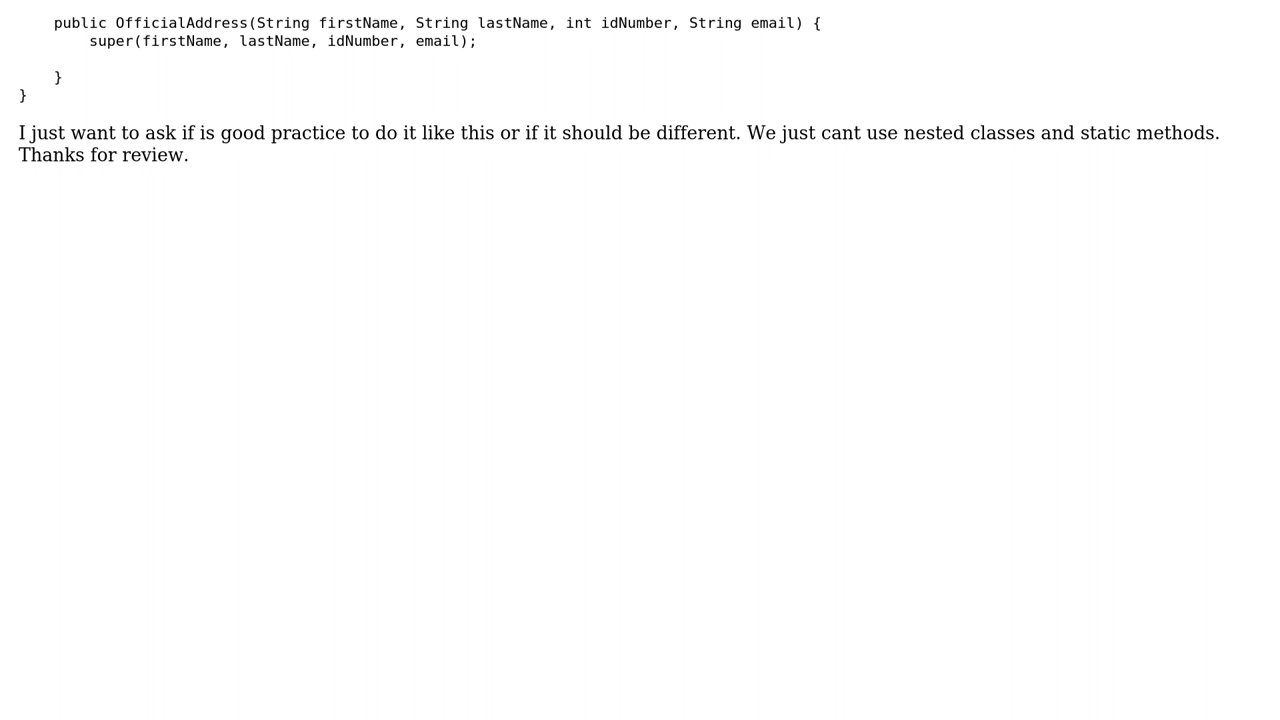 public OfficialAddress(String firstName, String lastName, int idNumber, String email) {
        super(firstName, lastName, idNumber, email);
    }
}
I just want to ask if is good practice to do it like this or if it should be different. We just cant use nested classes and static methods.
Thanks for review.